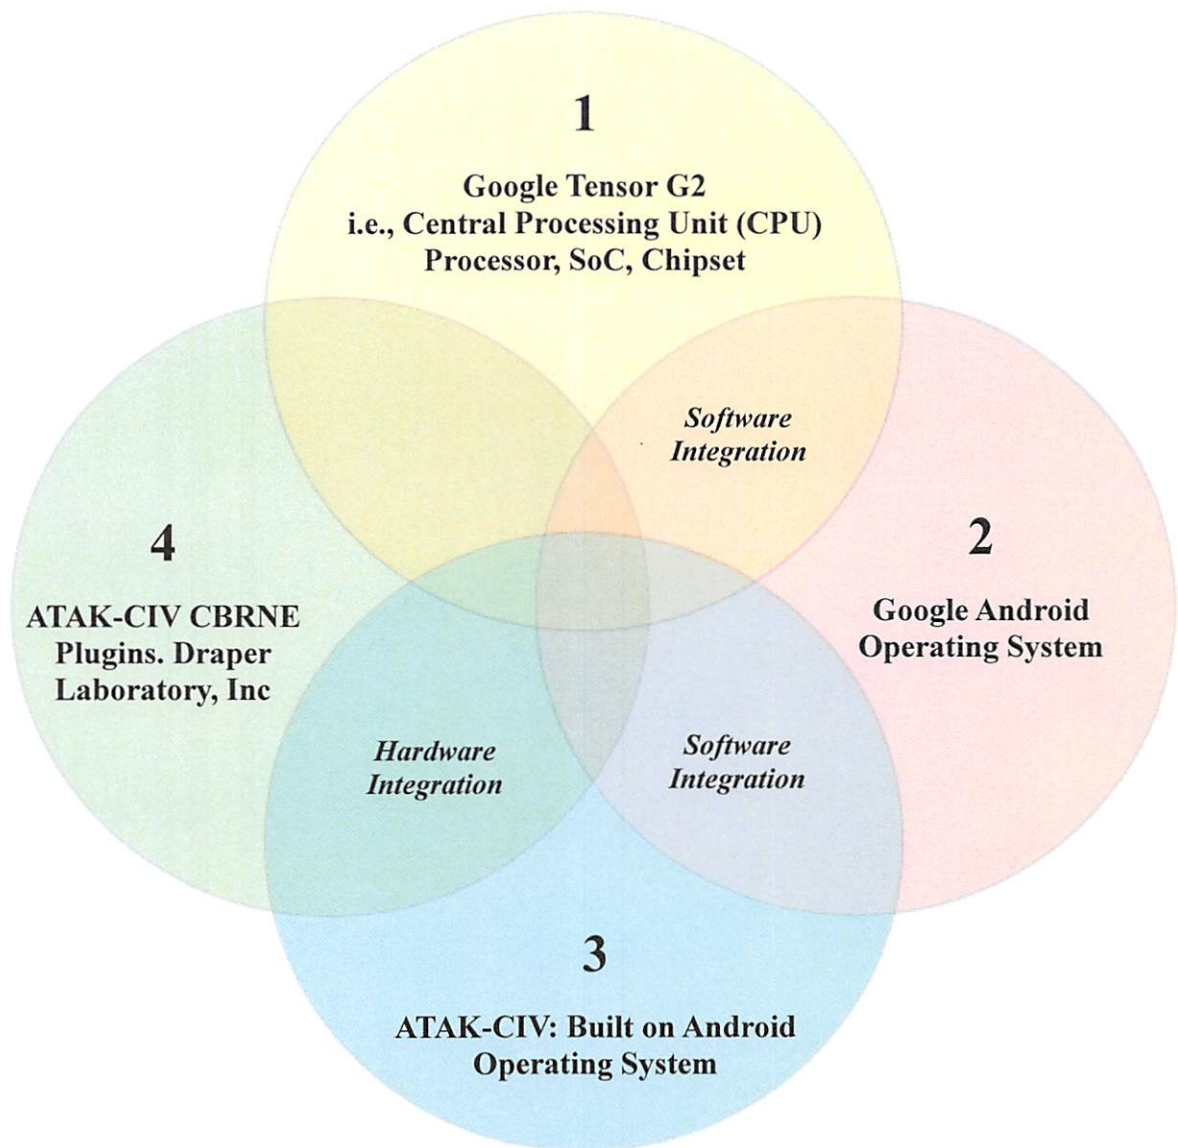 1
Google Tensor G2
i.e., Central Processing Unit (CPU)
Processor, SoC, Chipset
Software
Integration
2
Google Android
Operating System
4
ATAK-CIV CBRNE
Plugins. Draper
Laboratory, Inc
Hardware
Integration
Software
Integration
3
ATAK-CIV: Built on Android
Operating System